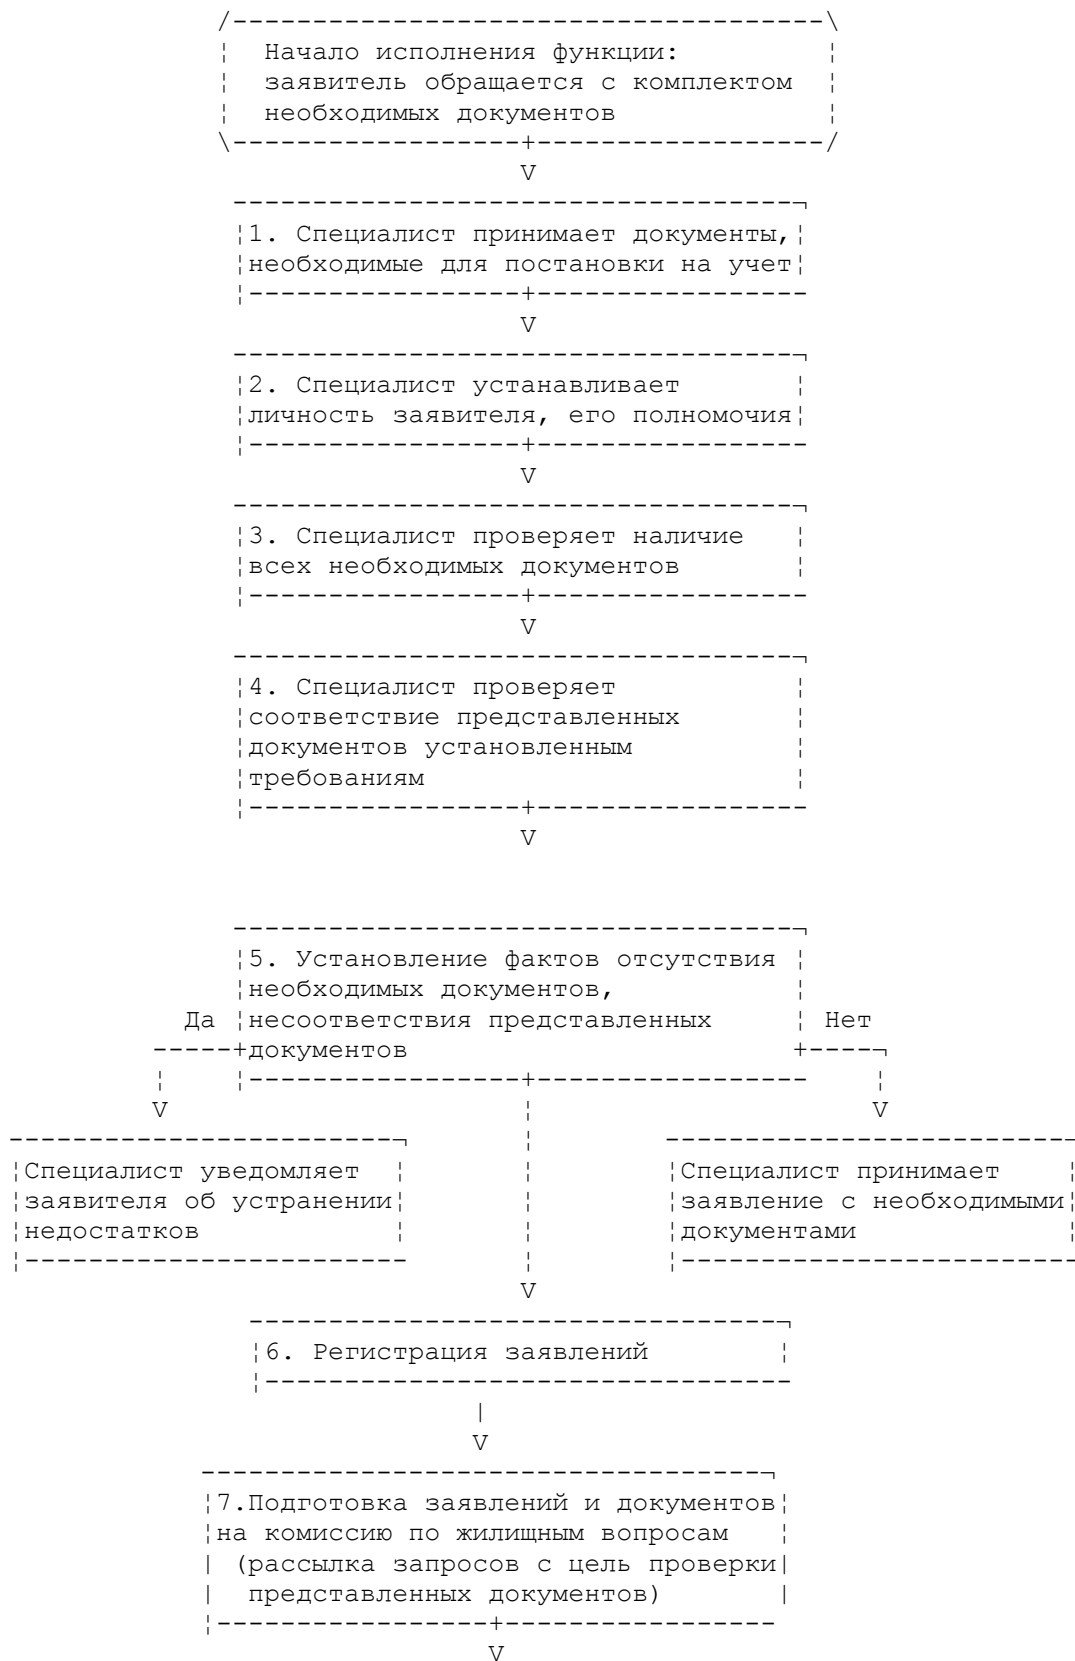 Начало исполнения функции:
заявитель обращается с комплектом
необходимых документов
1. Специалист принимает документы,
необходимые для постановки на учет
2. Специалист устанавливает
личность заявителя, его полномочия
3. Специалист проверяет наличие
всех необходимых документов
4. Специалист проверяет
соответствие представленных
документов установленным
требованиям
5. Установление фактов отсутствия
необходимых документов,
Да несоответствия представленных Нет
документов
Специалист уведомляет
заявителя об устранении
недостатков
Специалист принимает
заявление с необходимыми
документами
6. Регистрация заявлений
7.Подготовка заявлений и документов
на комиссию по жилищным вопросам
(рассылка запросов с цель проверки
представленных документов)